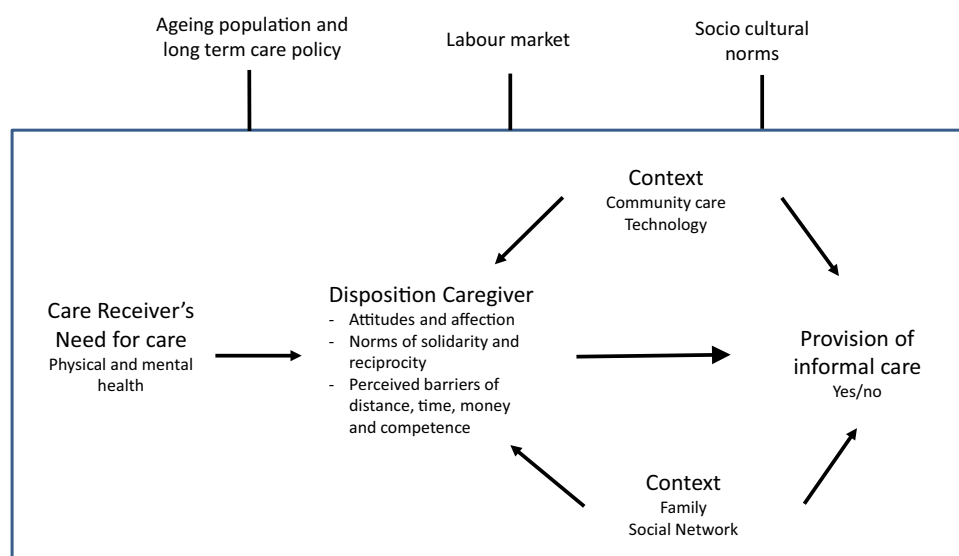 Ageing population and
long term care policy
Labour market
Socio cultural
norms
Context
Community care
Technology
Care Receiver’s
Need for care
Physical and mental
health
Disposition Caregiver
- Attitudes and affection
- Norms of solidarity and
reciprocity
- Perceived barriers of
distance, time, money
and competence
Provision of
informal care
Yes/no
Context
Family
Social Network